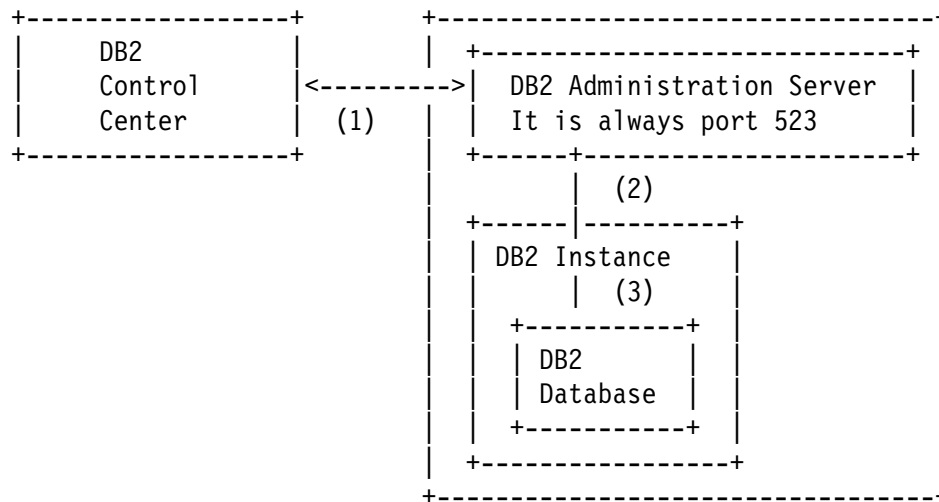 DB2
Control
Center
(1)
DB2 Administration Server
It is always port 523
(2)
DB2 Instance
(3)
DB2
Database